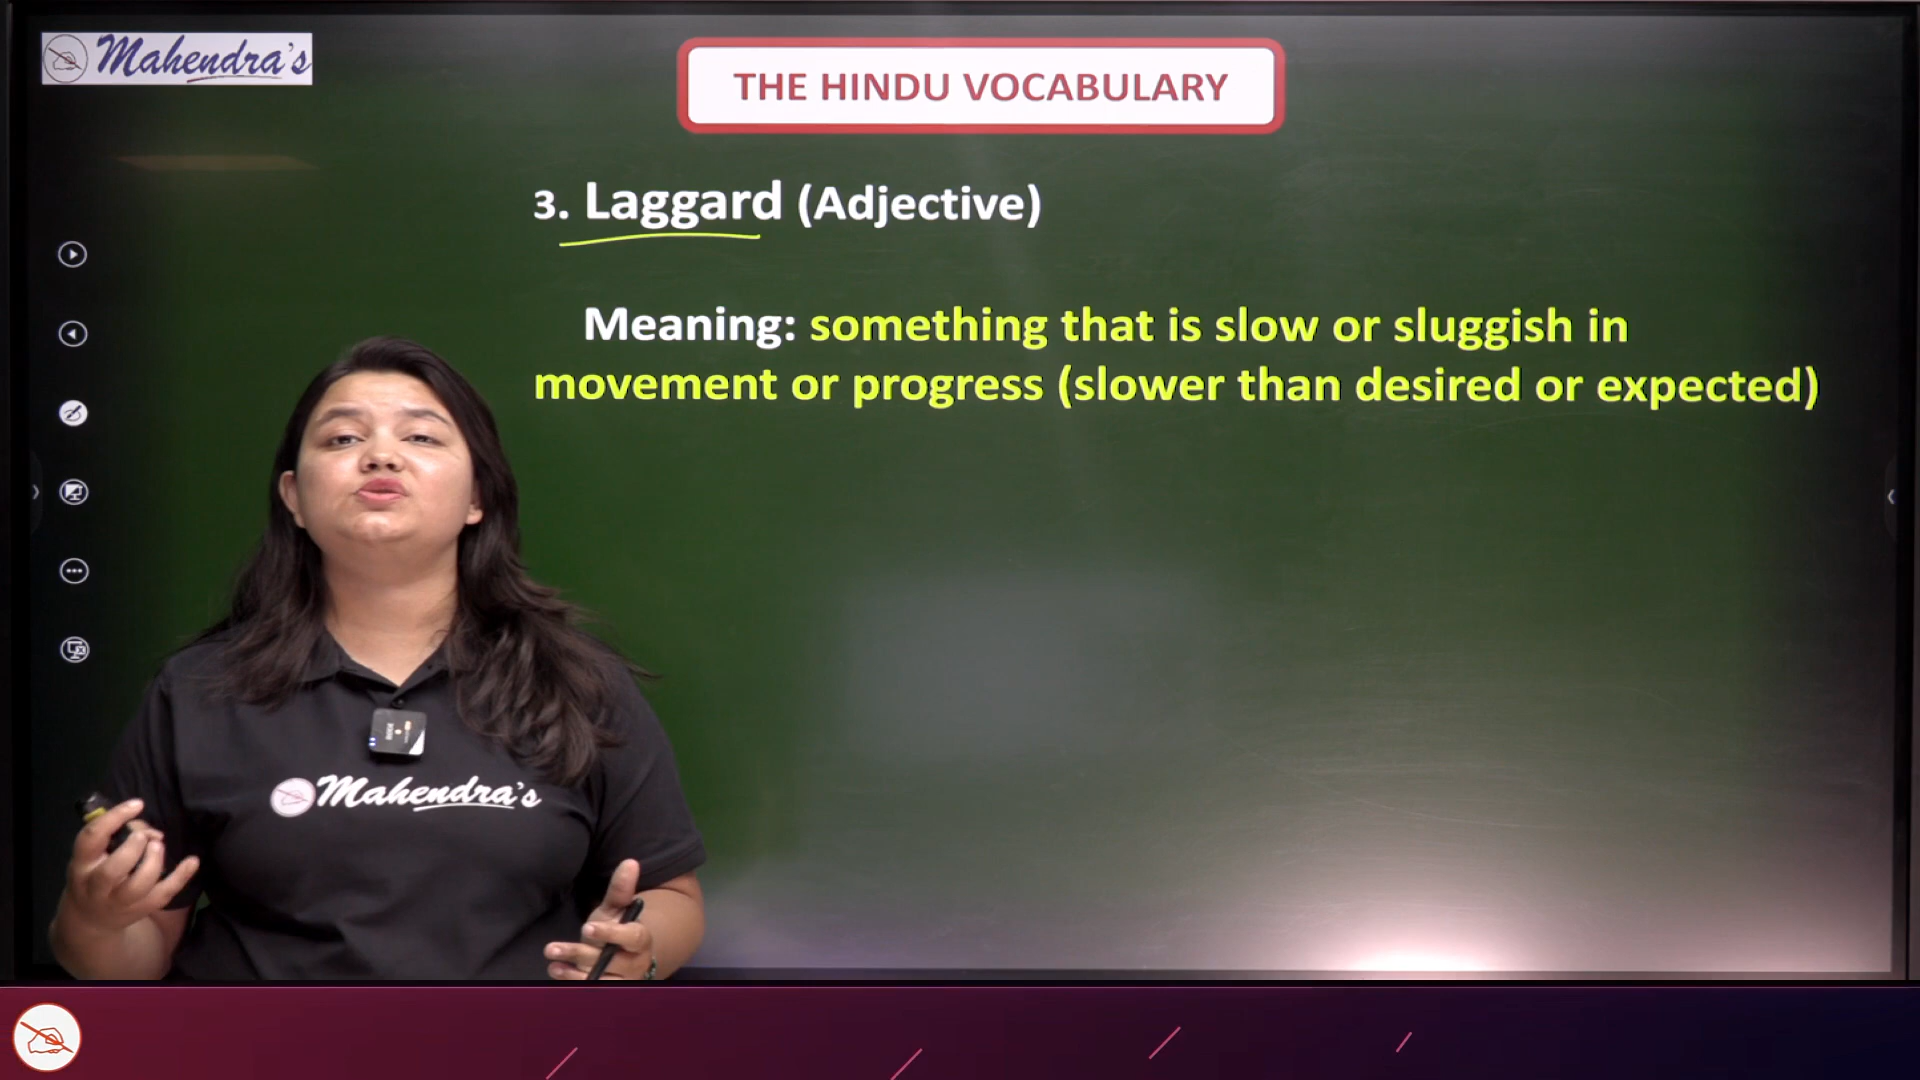 Mahendra's
THE HINDU VOCABULARY
3. Laggard (Adjective)
Meaning: something that is slow or sluggish in
movement or progress (slower than desired or expected)
Mahendra's